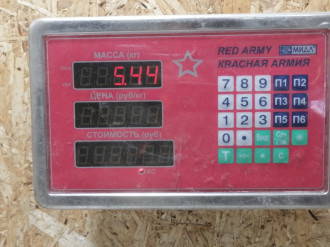 МАССА (кг)
5.44
ЦЕНА (руб/кг)
СТОИМОСТЬ (руб)
RED ARMY
МИДЛ
КРАСНАЯ АРМИЯ
7 8 9 П1 П2
4 5 6 П3 П4
1 2 3 П5 П6
0 •
T C